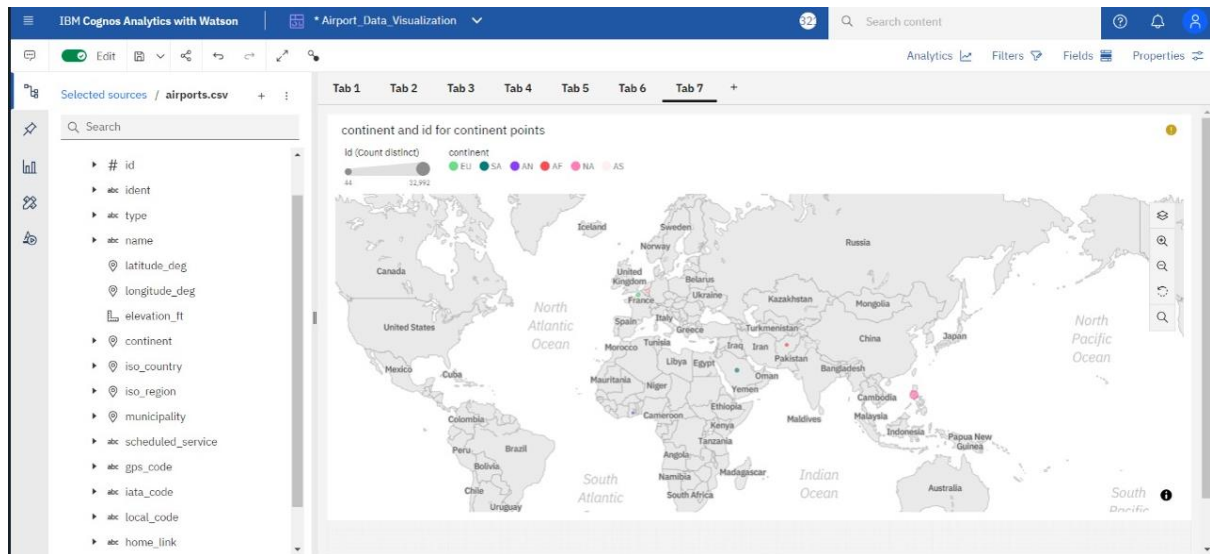 IBM Cognos Analytics with Watson
* Airport_Data_Visualization
Search content
Edit
Analytics
Filters
Fields
Properties
Selected sources / airports.csv
Search
# id
abc ident
abc type
abc name
latitude_deg
longitude_deg
elevation_ft
continent
iso_country
iso_region
municipality
abc scheduled_service
abc gps_code
abc iata_code
abc local_code
abc home_link
Tab 1 Tab 2 Tab 3 Tab 4 Tab 5 Tab 6 Tab 7 +
continent and id for continent points
id (Count distinct)
44
continent
EU SA AN AF NA AS
Iceland
Sweden
Norway
Russia
Canada
United Kingdom
Belarus
France
Ukraine
Kazakhstan
Mongolia
North Atlantic Ocean
Spain
Italy
Greece
Turkmenistan
United States
China
Japan
North Pacific Ocean
Morocco
Tunisia
Iraq
Iran
Pakistan
Libya
Egypt
Mexico
Cuba
Oman
Bangladesh
Mauritania
Niger
Yemen
Cambodia
Colombia
Cameroon
Ethiopia
Kenya
Maldives
Malaysia
Indonesia
Papua New Guinea
Tanzania
Peru
Brazil
Angola
Bolivia
South Atlantic
Namibia
Madagascar
Indian Ocean
Australia
Chile
South Africa
Uruguay
South Pacific